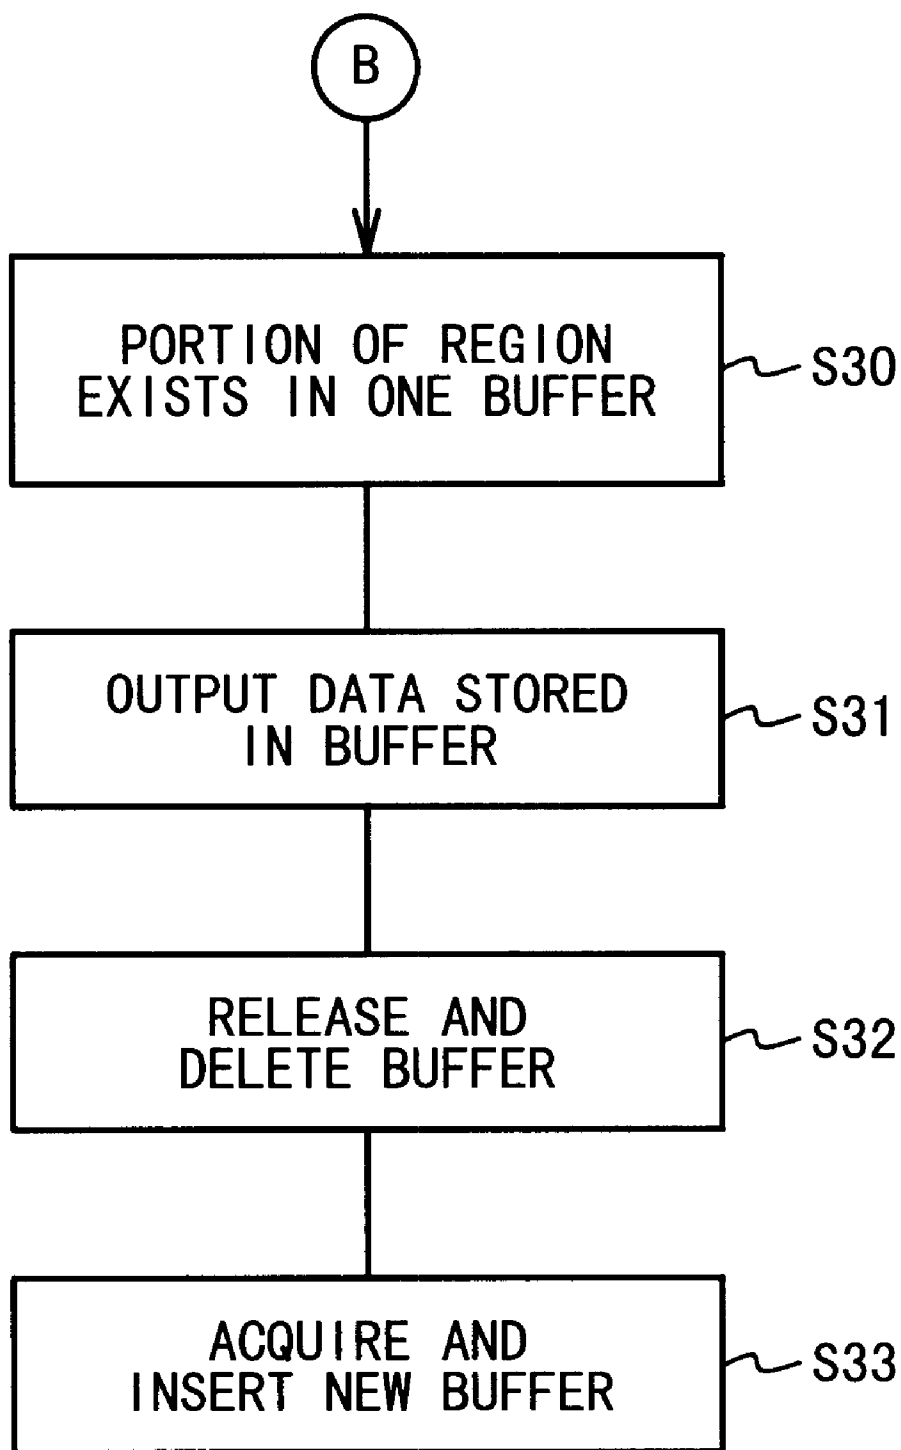 B
PORTION OF REGION
EXISTS IN ONE BUFFER
S30
OUTPUT DATA STORED
IN BUFFER
S31
RELEASE AND
DELETE BUFFER
S32
ACQUIRE AND
INSERT NEW BUFFER
S33